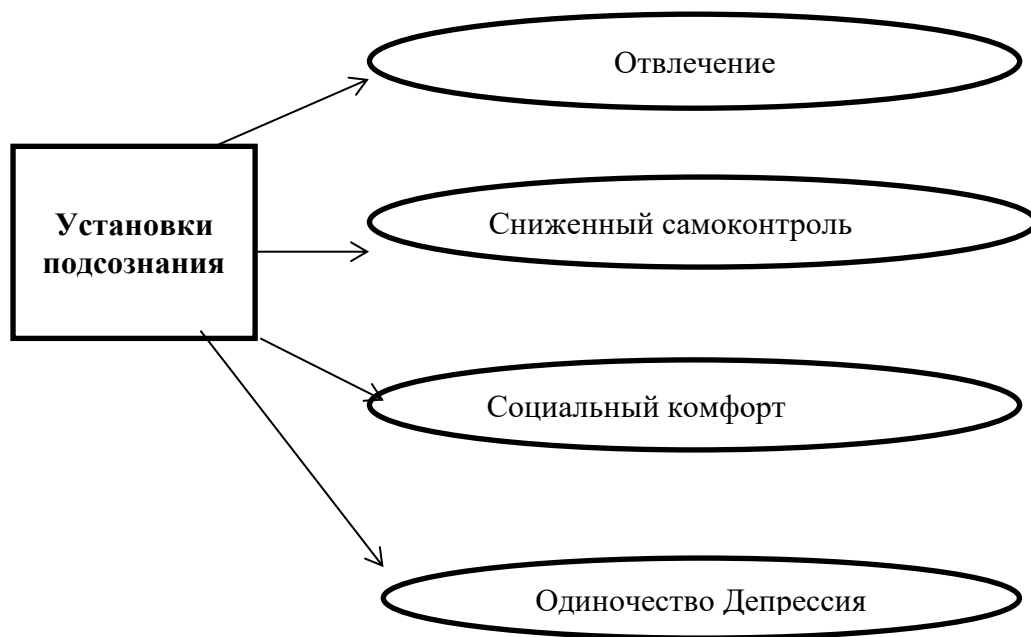 Отвлечение
Установки
подсознания
Сниженный самоконтроль
Социальный комфорт
Одиночество Депрессия